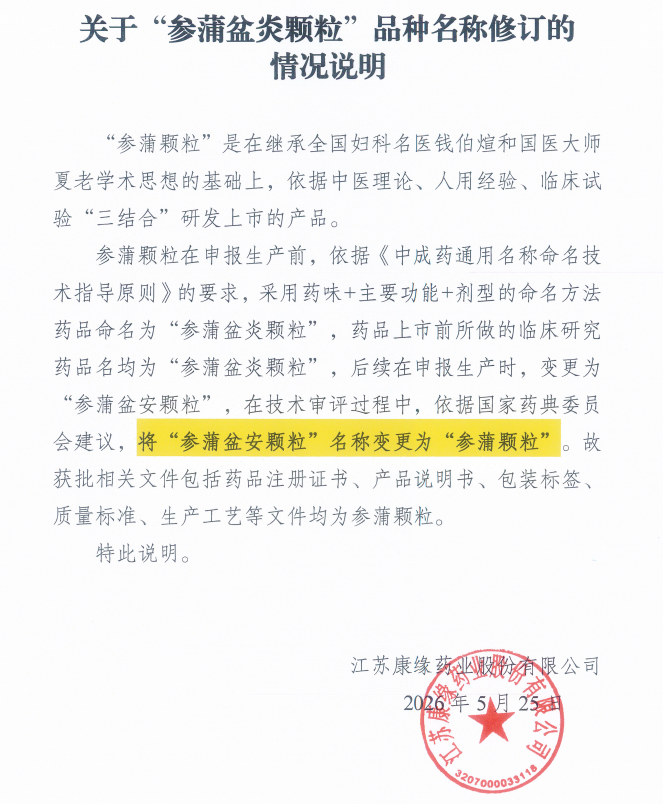 关于“参蒲盆炎颗粒”品种名称修订的
情况说明
“参蒲颗粒”是在继承全国妇科名医钱伯煊和国医大师
夏老学术思想的基础上，依据中医理论、人用经验、临床试
验“三结合”研发上市的产品。
参蒲颗粒在申报生产前，依据《中成药通用名称命名技
术指导原则》的要求，采用药味+主要功能+剂型的命名方法
药品命名为“参蒲盆炎颗粒”，药品上市前所做的临床研究
药品名均为“参蒲盆炎颗粒”，后续在申报生产时，变更为
“参蒲盆安颗粒”，在技术审评过程中，依据国家药典委员
会建议，将“参蒲盆安颗粒”名称变更为“参蒲颗粒”。故
获批相关文件包括药品注册证书、产品说明书、包装标签、
质量标准、生产工艺等文件均为参蒲颗粒。
特此说明。
江苏康缘药业股份有限公司
2026 年 5 月 25 日
江苏康缘药业股份有限公司
3207000033118